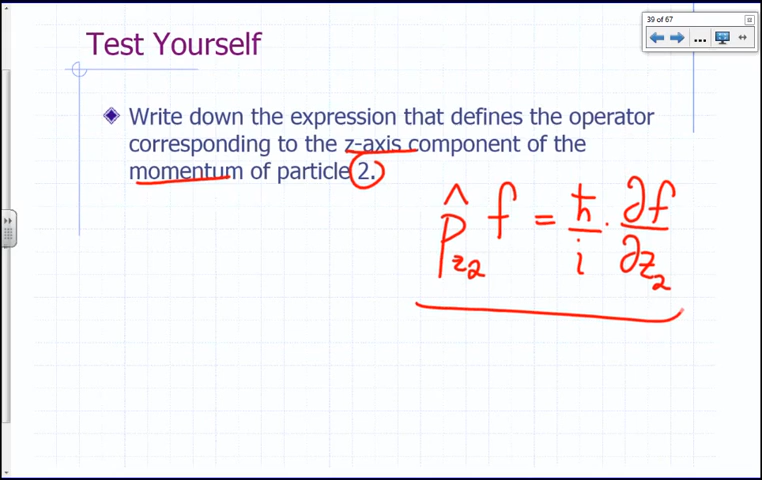 39 of 67
Test Yourself
Write down the expression that defines the operator
corresponding to the z-axis component of the
momentum of particle 2.
p̂_z₂ f = ħ/i · ∂f/∂z₂